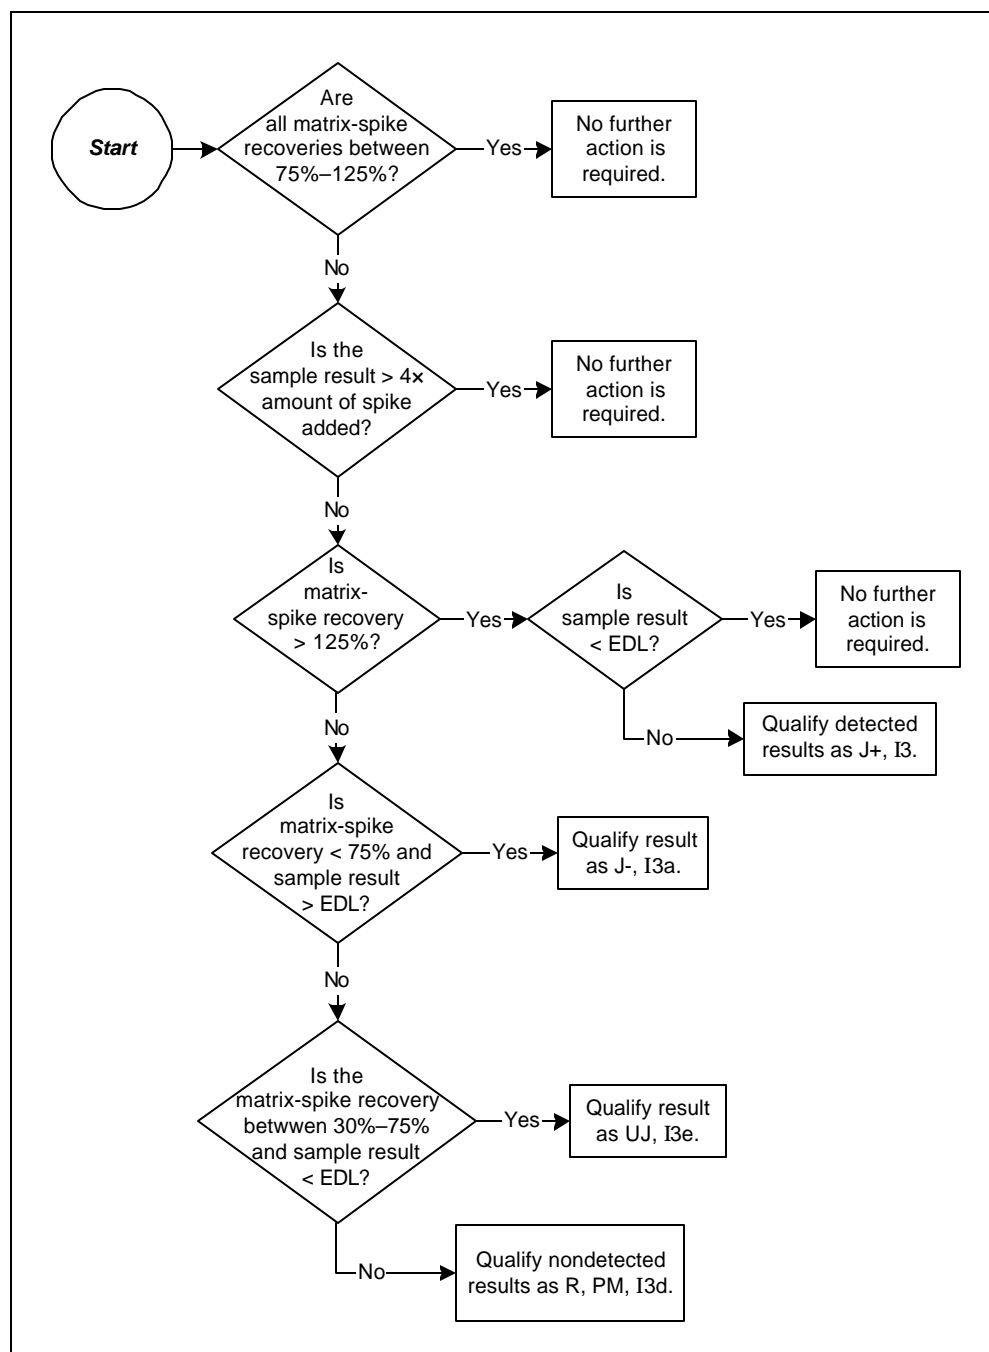 Start
Are
all matrix-spike
recoveries between
75%–125%?
Yes
No further
action is
required.
No
Is the
sample result > 4×
amount of spike
added?
Yes
No further
action is
required.
No
Is
matrix-
spike recovery
> 125%?
Yes
Is
sample result
< EDL?
Yes
No further
action is
required.
No
Qualify detected
results as J+, I3.
No
Is
matrix-spike
recovery < 75% and
sample result
> EDL?
Yes
Qualify result
as J-, I3a.
No
Is the
matrix-spike recovery
betwwen 30%–75%
and sample result
< EDL?
Yes
Qualify result
as UJ, I3e.
No
Qualify nondetected
results as R, PM, I3d.